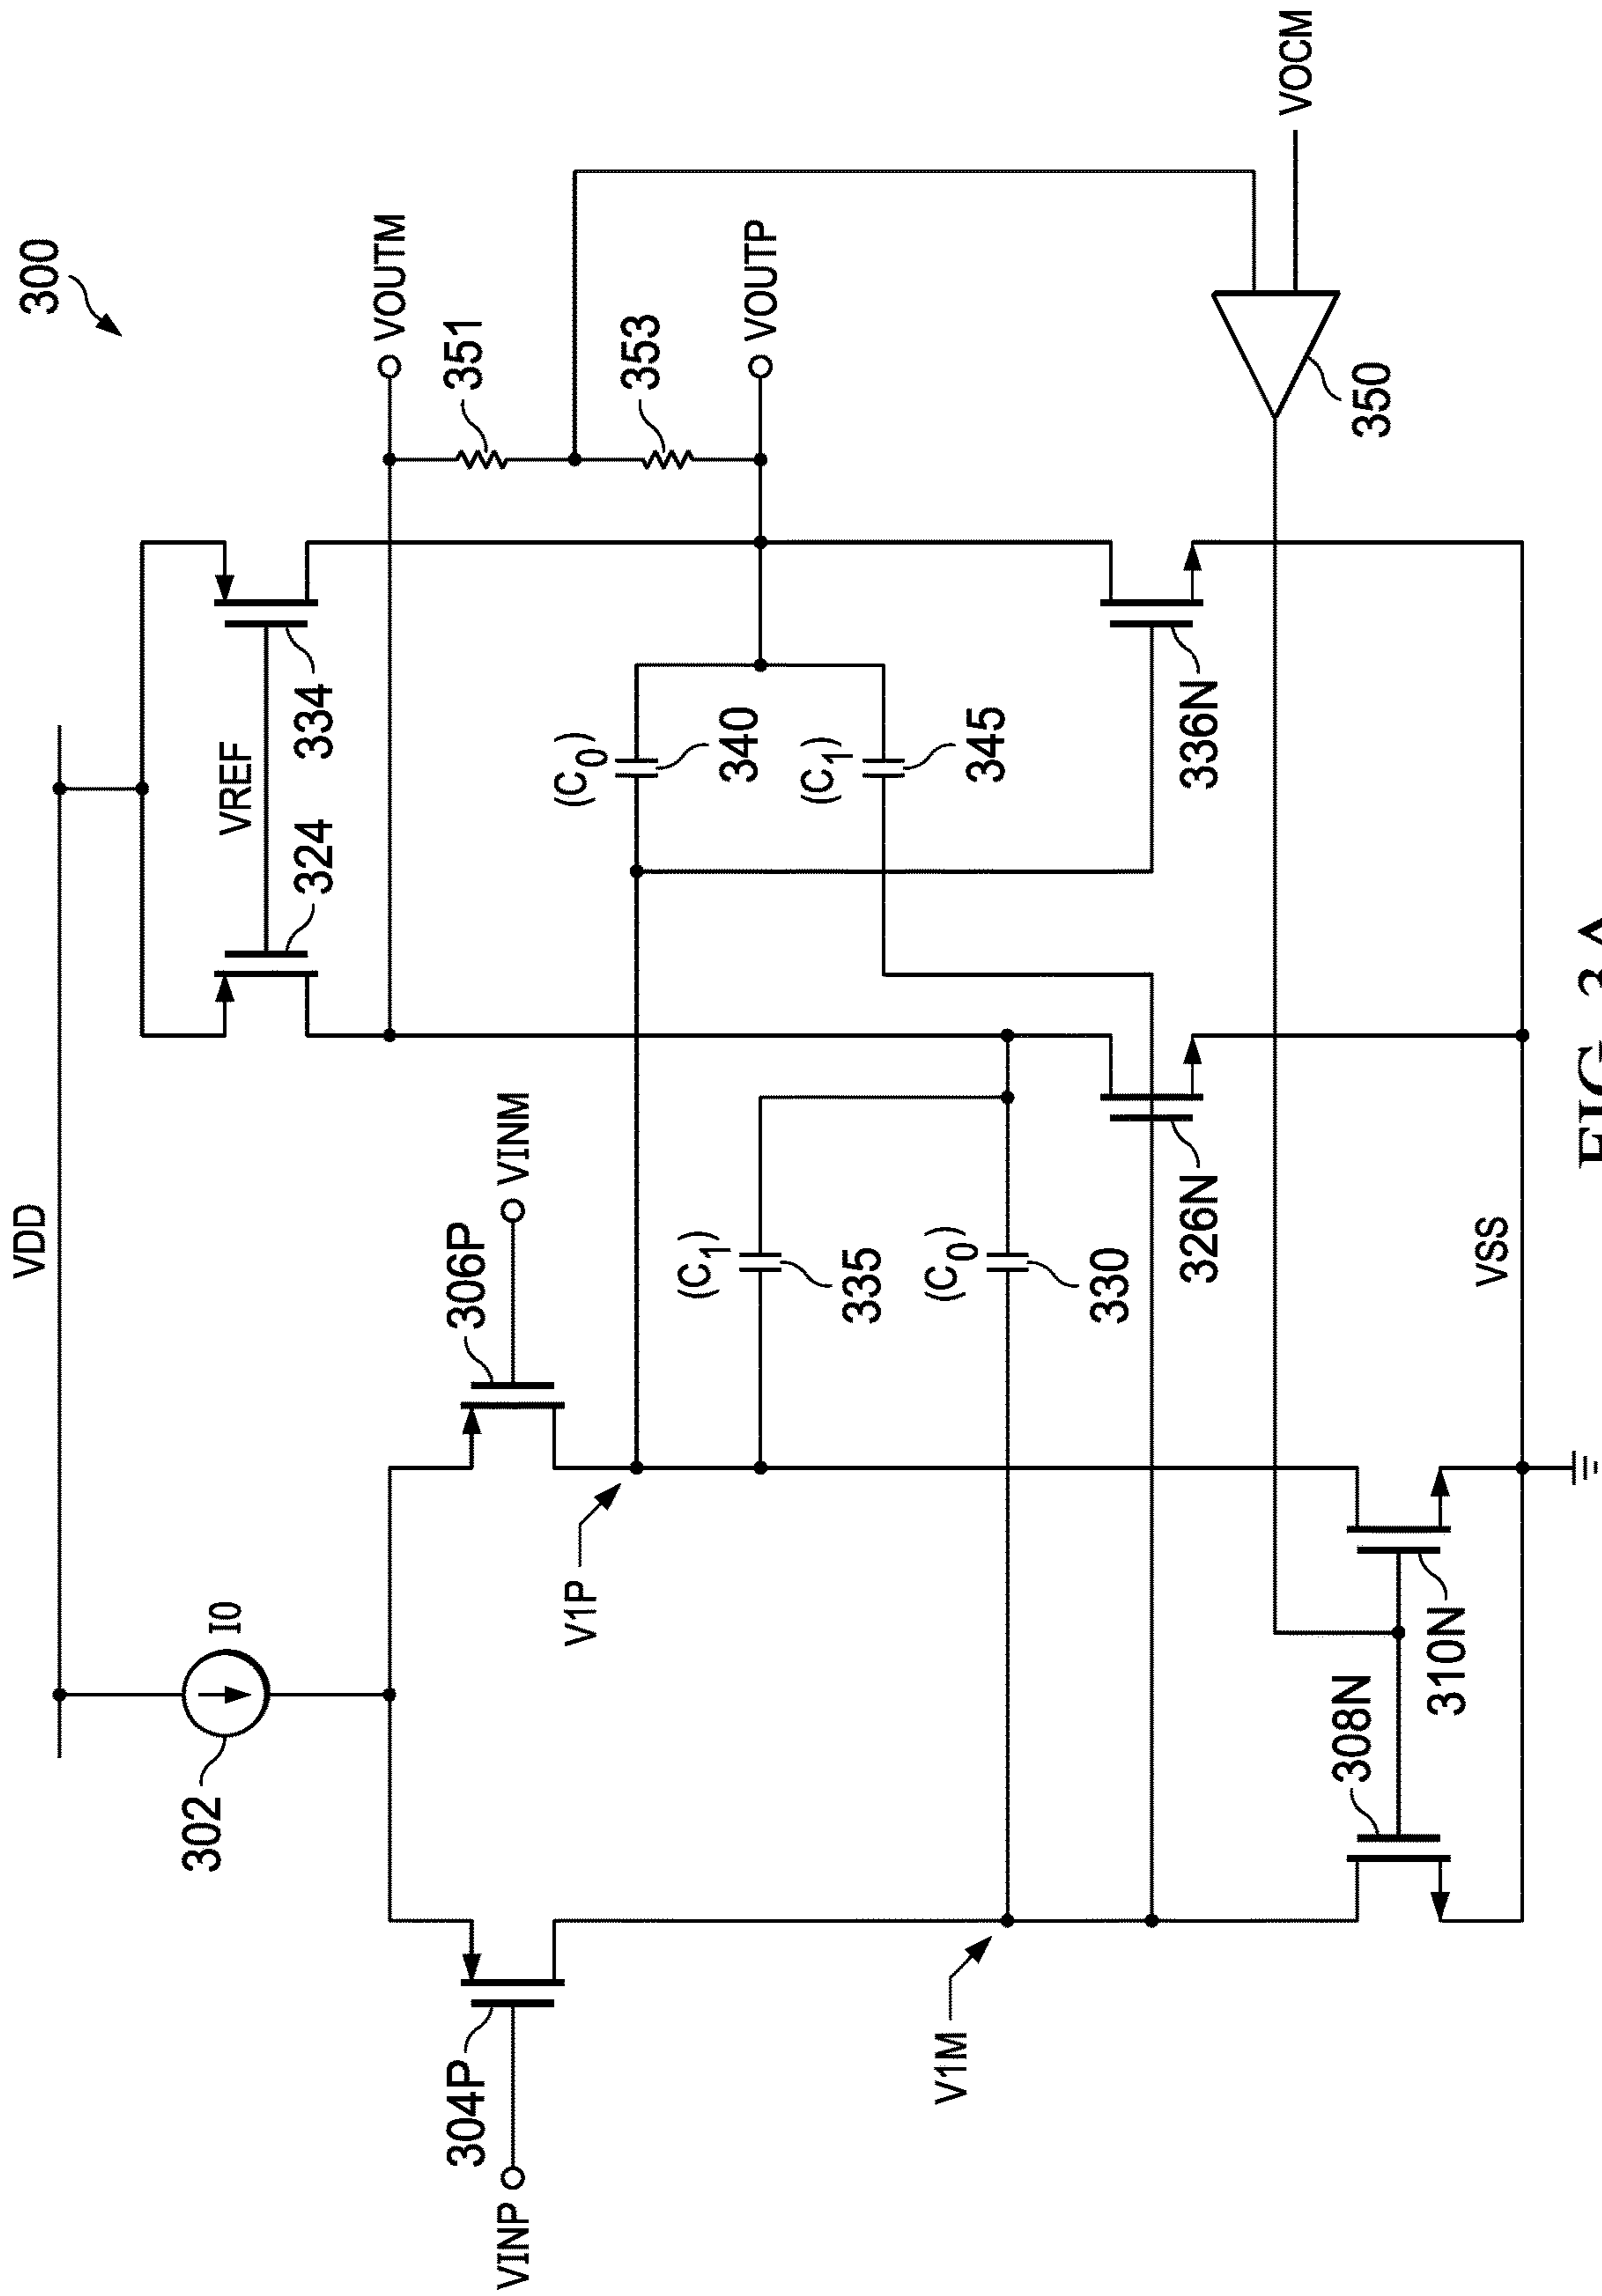 300
VDD
302
I0
VREF
324
334
VOUTM
351
353
VOUTP
304P
306P
VINP
VINM
V1P
(C0)
340
(C1)
335
(C1)
345
V1M
(C0)
330
326N
336N
350
VOCM
308N
310N
VSS